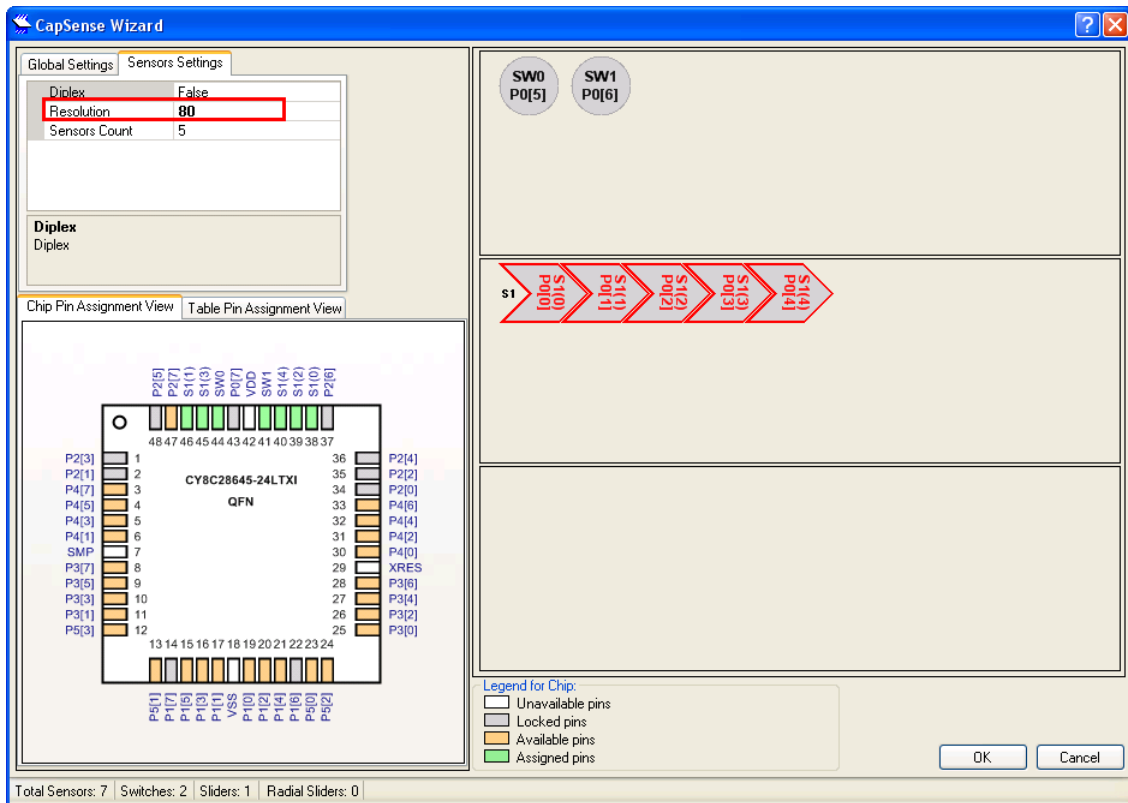 CapSense Wizard
Global Settings
Sensors Settings
Diplex False
Resolution 80
Sensors Count 5
Diplex
Diplex
Chip Pin Assignment View
Table Pin Assignment View
P2[5] P2[7] S1(1) S1(3) SW0 P0[7] VDD SW1 S1(4) S1(2) S1(0) P2[6]
48 47 46 45 44 43 42 41 40 39 38 37
P2[3] 1 36 P2[4]
P2[1] 2 35 P2[2]
P4[7] 3 34 P2[0]
P4[5] 4 33 P4[6]
P4[3] 5 32 P4[4]
P4[1] 6 31 P4[2]
SMP 7 30 P4[0]
P3[7] 8 29 XRES
P3[5] 9 28 P3[6]
P3[3] 10 27 P3[4]
P3[1] 11 26 P3[2]
P5[3] 12 25 P3[0]
CY8C28645-24LTXI
QFN
13 14 15 16 17 18 19 20 21 22 23 24
P5[1] P1[7] P1[5] P1[3] P1[1] VSS P1[0] P1[2] P1[4] P1[6] P5[0] P5[2]
SW0
P0[5]
SW1
P0[6]
S1
S1(0)
P0[0]
S1(1)
P0[1]
S1(2)
P0[2]
S1(3)
P0[3]
S1(4)
P0[4]
Legend for Chip:
Unavailable pins
Locked pins
Available pins
Assigned pins
OK
Cancel
Total Sensors: 7 Switches: 2 Sliders: 1 Radial Sliders: 0